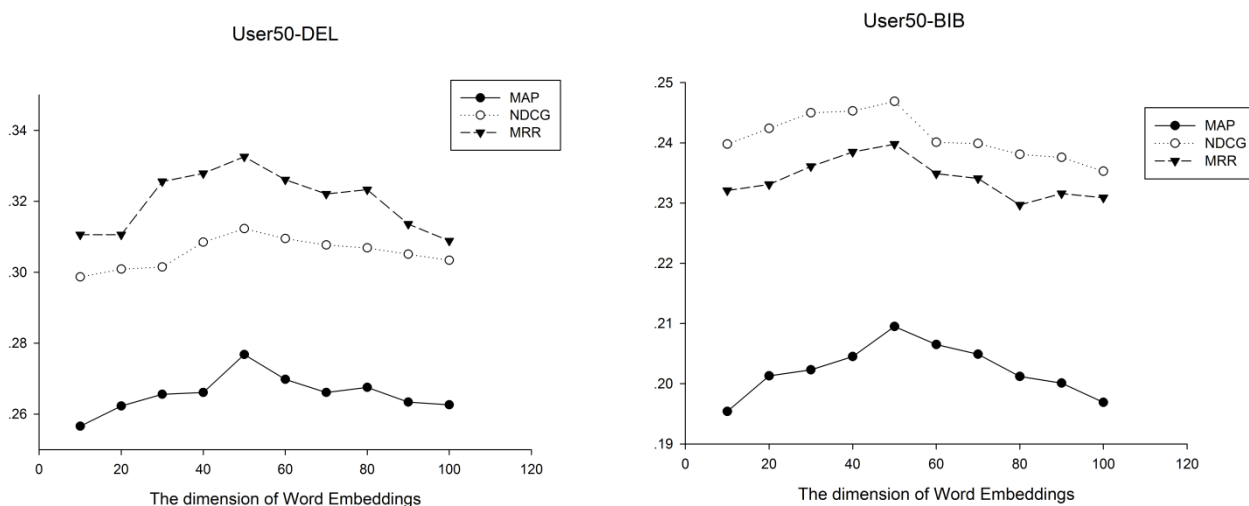 User50-DEL
MAP
NDCG
MRR
.34
.32
.30
.28
.26
0 20 40 60 80 100 120
The dimension of Word Embeddings
User50-BIB
.25
MAP
NDCG
MRR
.24
.23
.22
.21
.20
.19
0 20 40 60 80 100 120
The dimension of Word Embeddings